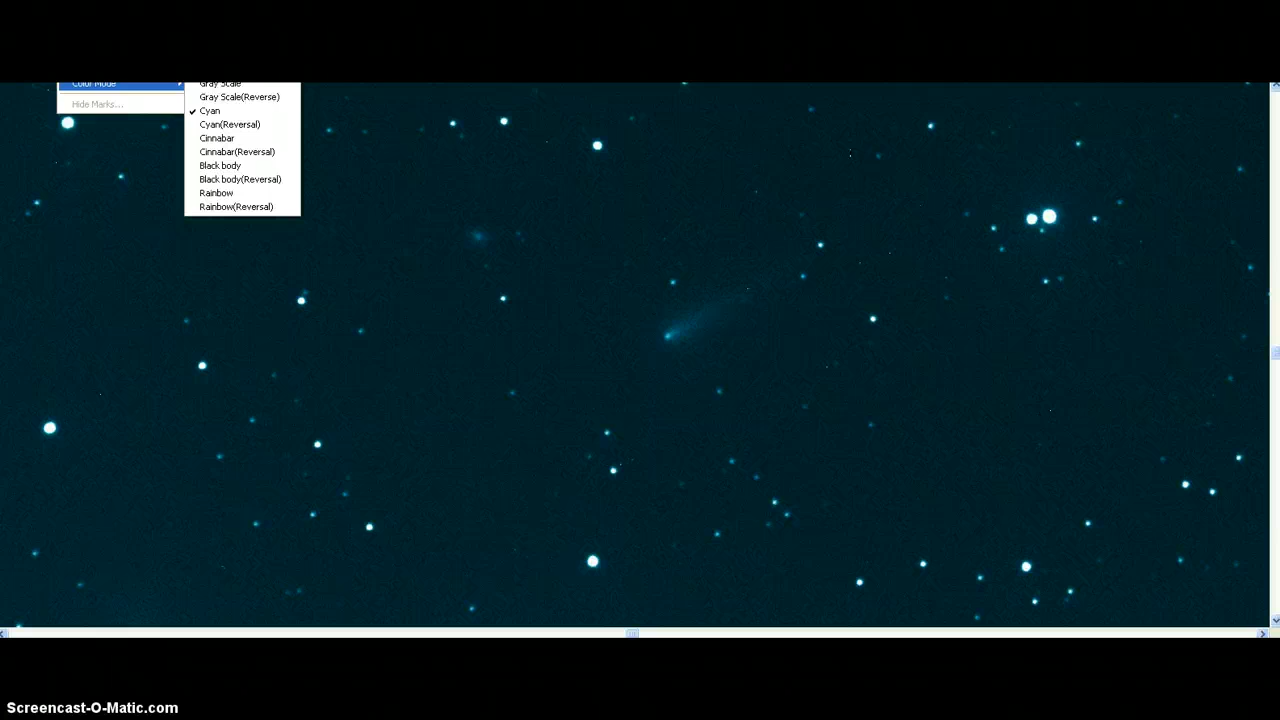 Color Mode
Gray Scale
Hide Marks...
Gray Scale(Reverse)
Cyan
Cyan(Reversal)
Cinnabar
Cinnabar(Reversal)
Black body
Black body(Reversal)
Rainbow
Rainbow(Reversal)
Screencast-O-Matic.com